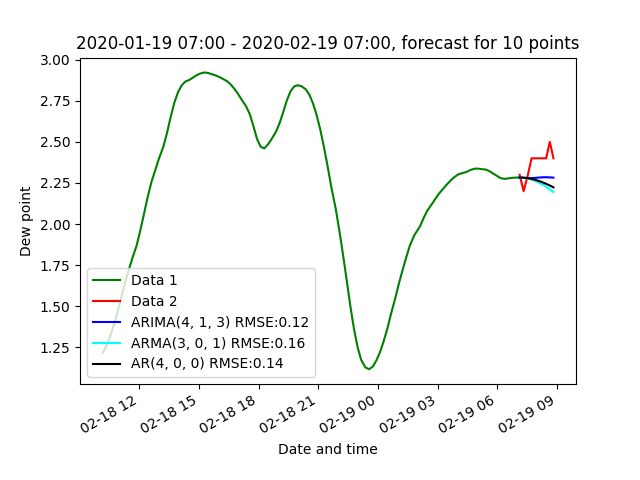 2020-01-19 07:00 - 2020-02-19 07:00, forecast for 10 points
3.00
2.75
2.50
2.25
2.00
1.75
1.50
1.25
Dew point
Data 1
Data 2
ARIMA(4, 1, 3) RMSE:0.12
ARMA(3, 0, 1) RMSE:0.16
AR(4, 0, 0) RMSE:0.14
02-18 12
02-18 15
02-18 18
02-18 21
02-19 00
02-19 03
02-19 06
02-19 09
Date and time